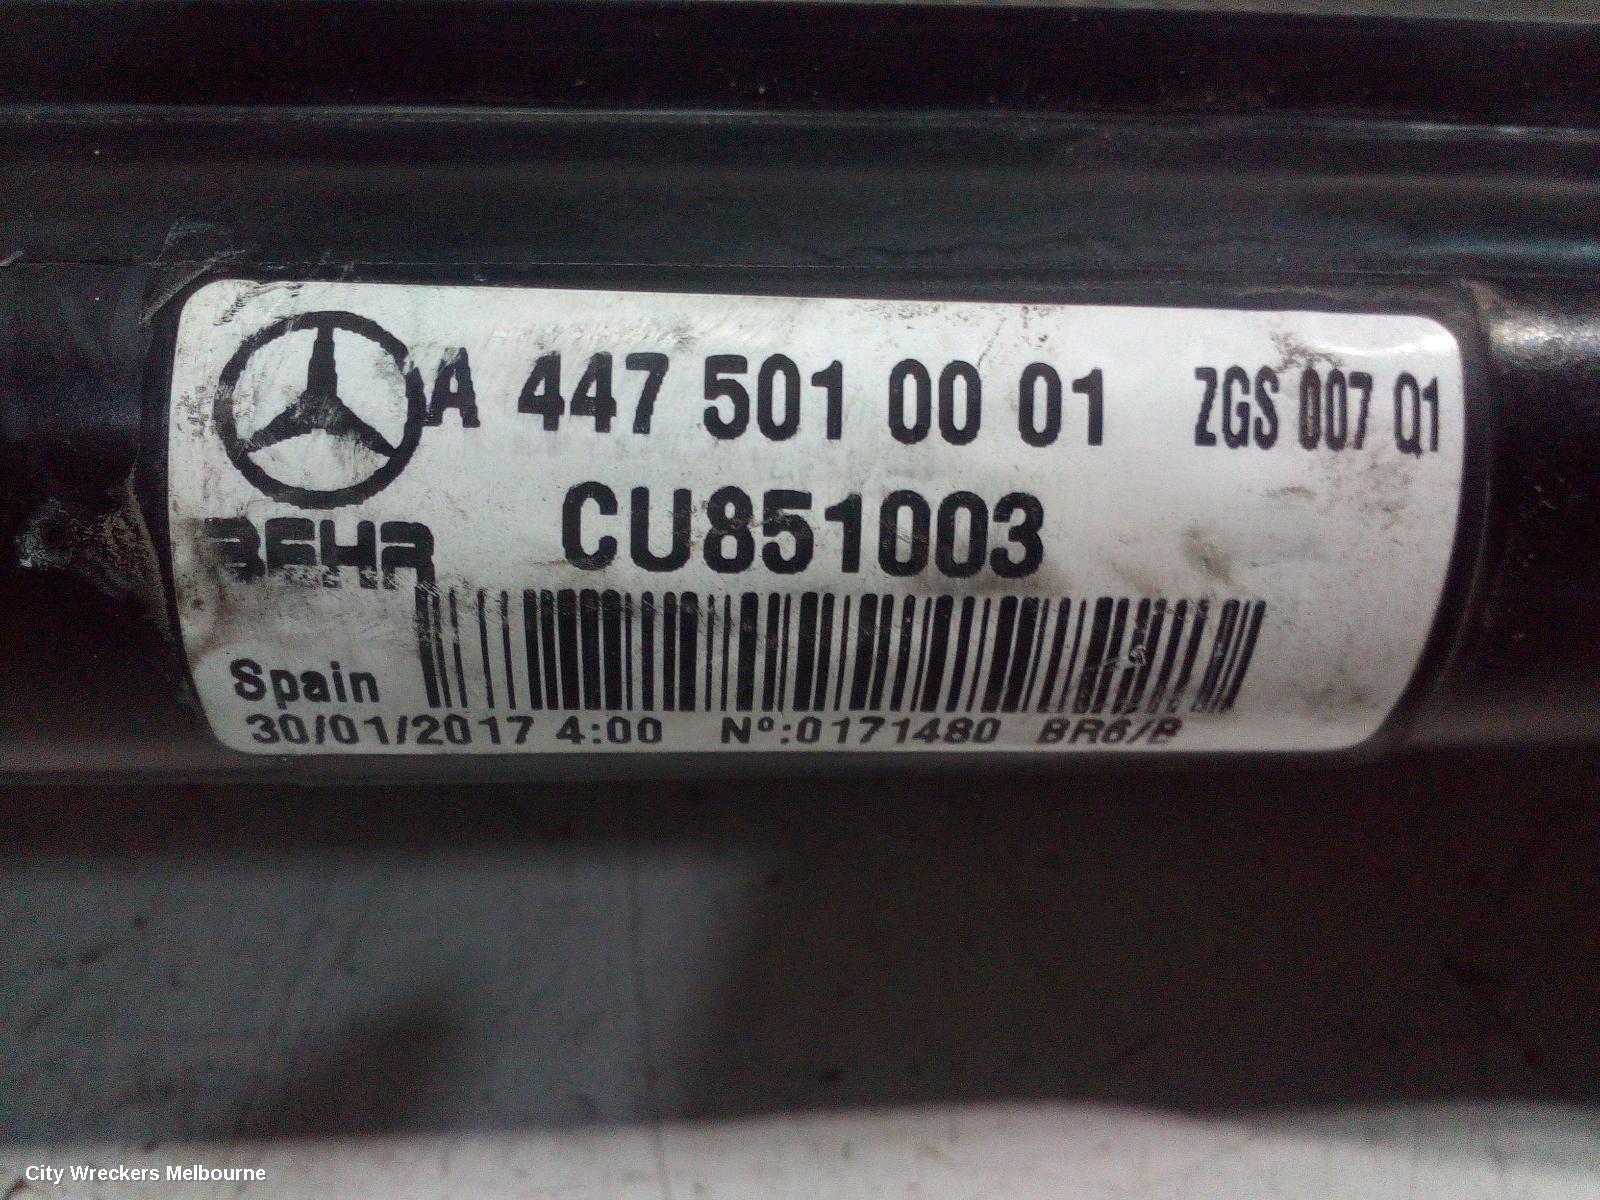 A 447 501 00 01 ZGS 007 Q1
BEHR CU851003
Spain
30/01/2017 4:00 Nº:0171480 BR6/B
City Wreckers Melbourne